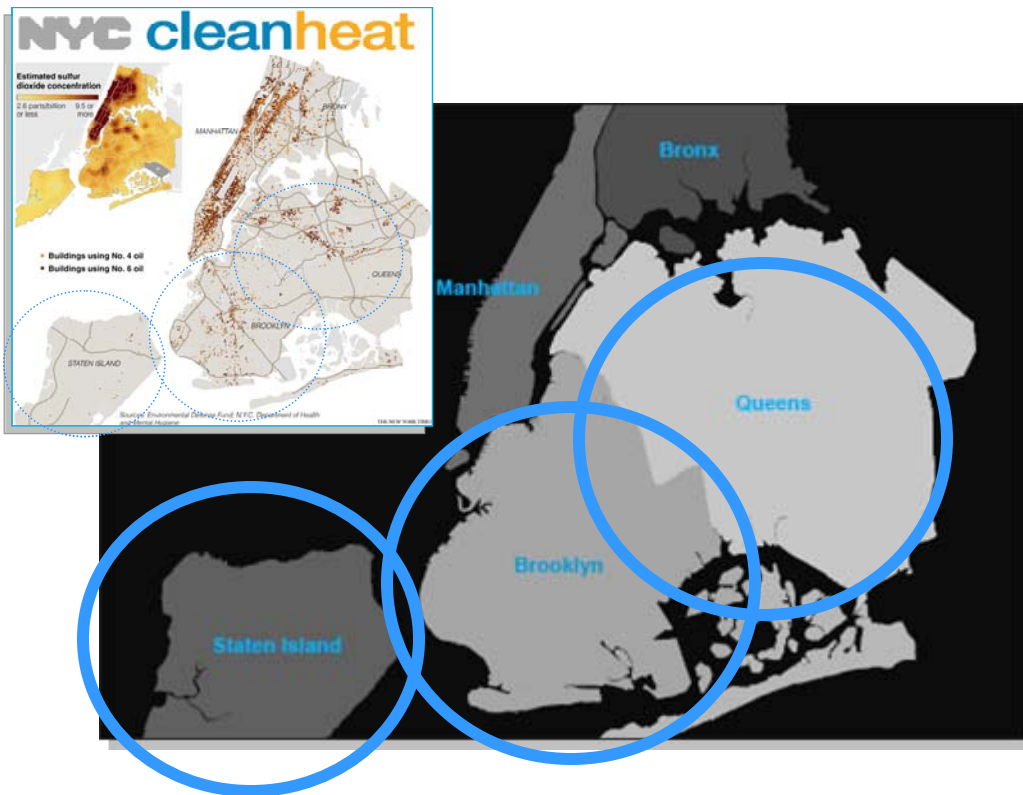 NYC cleanheat
Estimated sulfur
dioxide concentration
2.6 parts/billion
or less
9.5 or
more
MANHATTAN
BRONX
Buildings using No. 4 oil
Buildings using No. 6 oil
QUEENS
BROOKLYN
STATEN ISLAND
Sources: Environmental Defense Fund; N.Y.C. Department of Health
and Mental Hygiene
THE NEW YORK TIMES
Bronx
Manhattan
Queens
Brooklyn
Staten Island